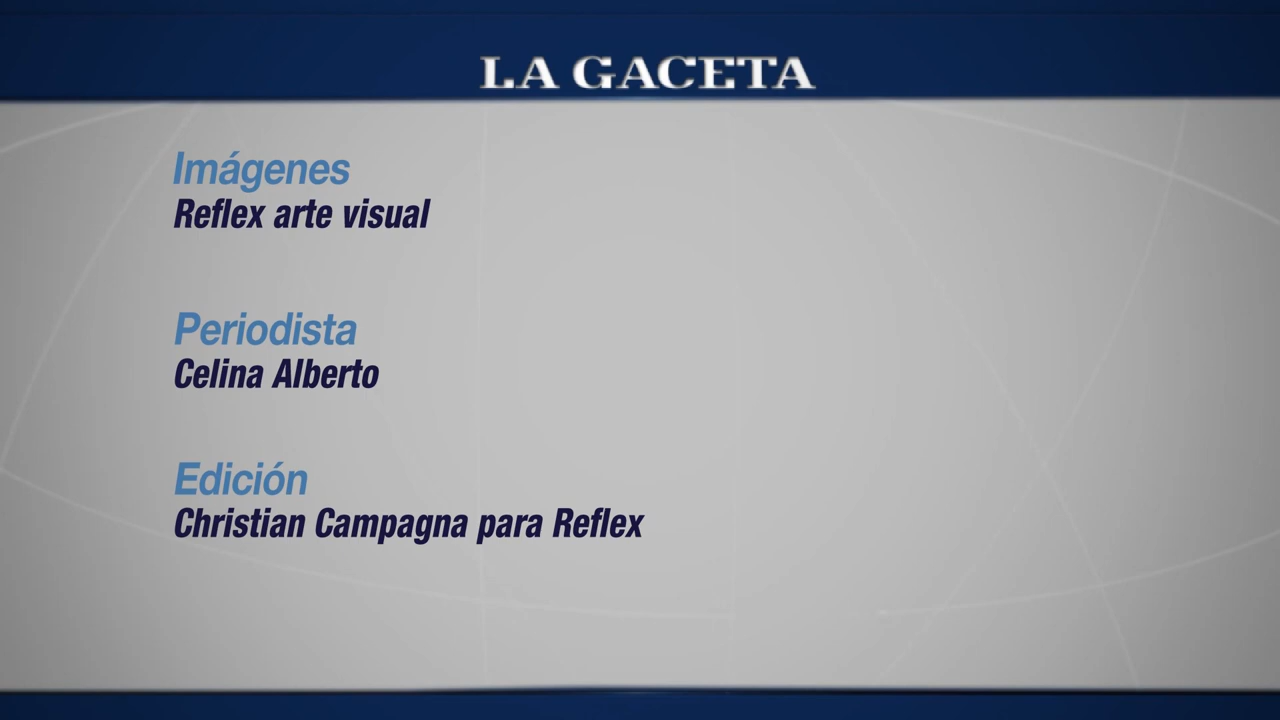 LA GACETA
Imágenes
Reflex arte visual
Periodista
Celina Alberto
Edición
Christian Campagna para Reflex